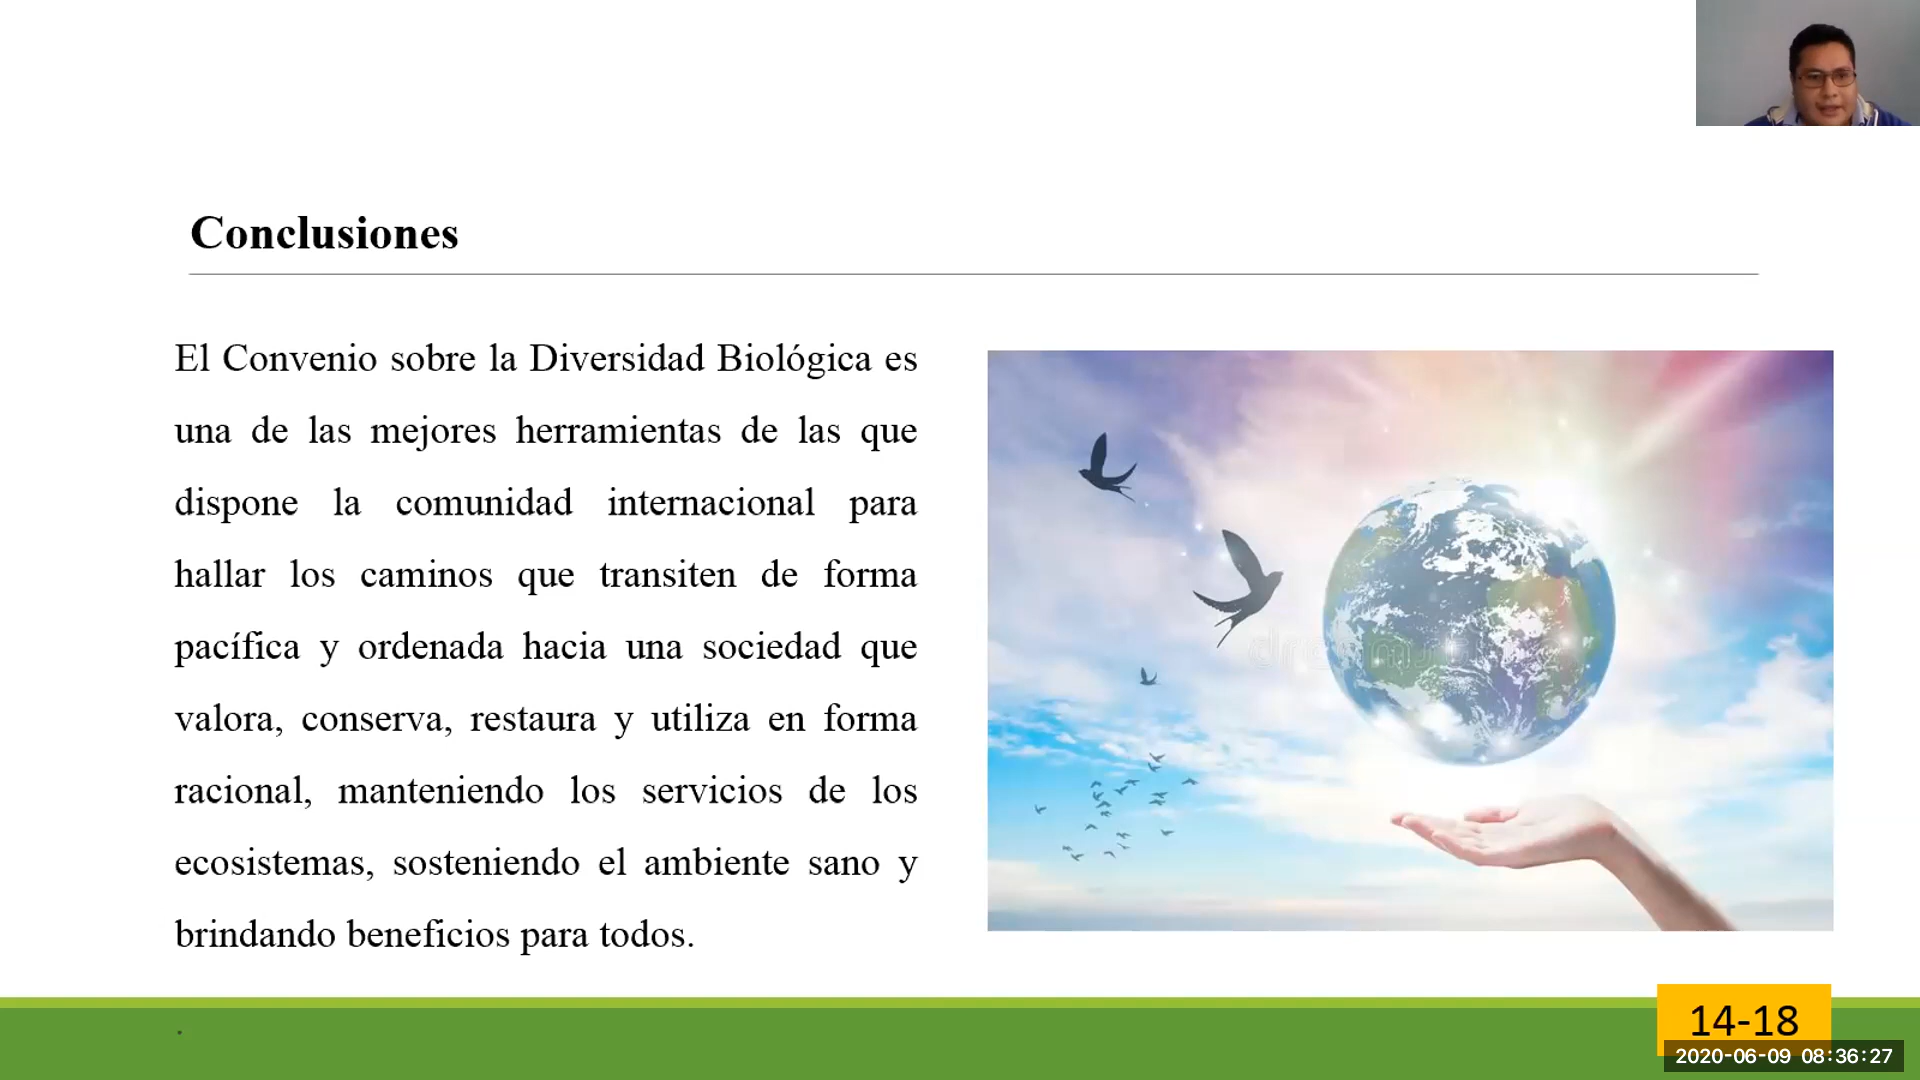 Conclusiones
El Convenio sobre la Diversidad Biológica es
una de las mejores herramientas de las que
dispone la comunidad internacional para
hallar los caminos que transiten de forma
pacífica y ordenada hacia una sociedad que
valora, conserva, restaura y utiliza en forma
racional, manteniendo los servicios de los
ecosistemas, sosteniendo el ambiente sano y
brindando beneficios para todos.
.
14-18
2020-06-09 08:36:27